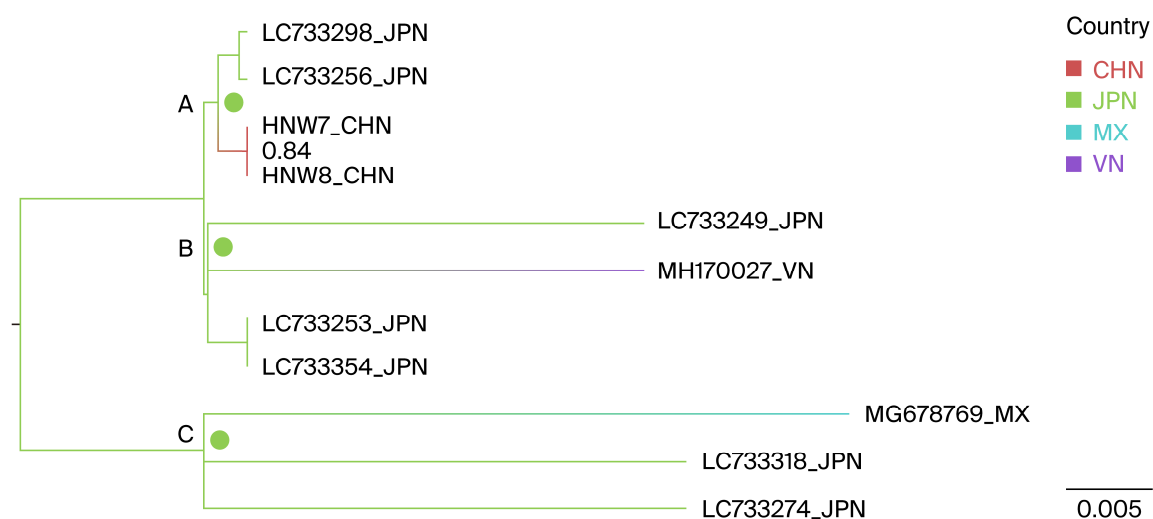 LC733298_JPN
LC733256_JPN
A
HNW7_CHN
0.84
HNW8_CHN
LC733249_JPN
B
MH170027_VN
LC733253_JPN
LC733354_JPN
MG678769_MX
C
LC733318_JPN
LC733274_JPN
Country
CHN
JPN
MX
VN
0.005